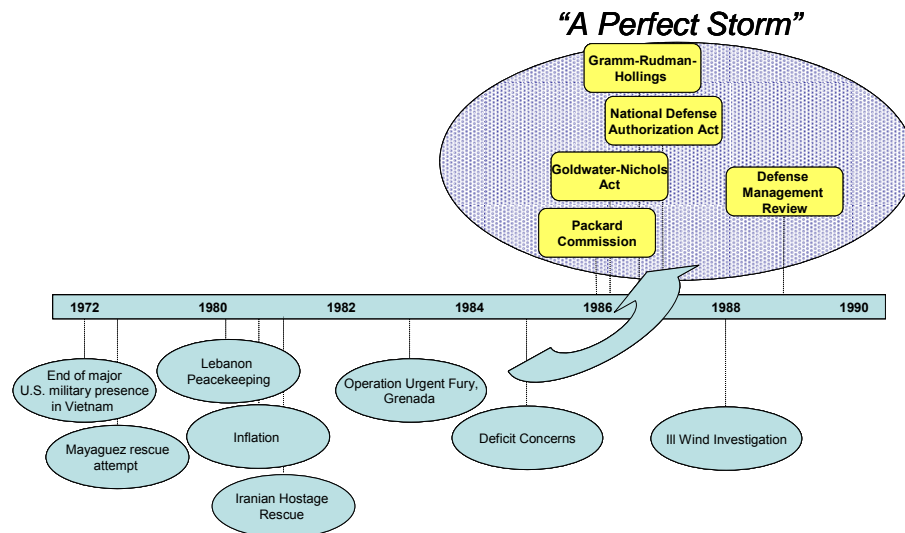 “A Perfect Storm”
Gramm-Rudman-
Hollings
National Defense
Authorization Act
Goldwater-Nichols
Act
Defense
Management
Review
Packard
Commission
1972 1980 1982 1984 1986 1988 1990
End of major
U.S. military presence
in Vietnam
Mayaguez rescue
attempt
Lebanon
Peacekeeping
Inflation
Iranian Hostage
Rescue
Operation Urgent Fury,
Grenada
Deficit Concerns
Ill Wind Investigation